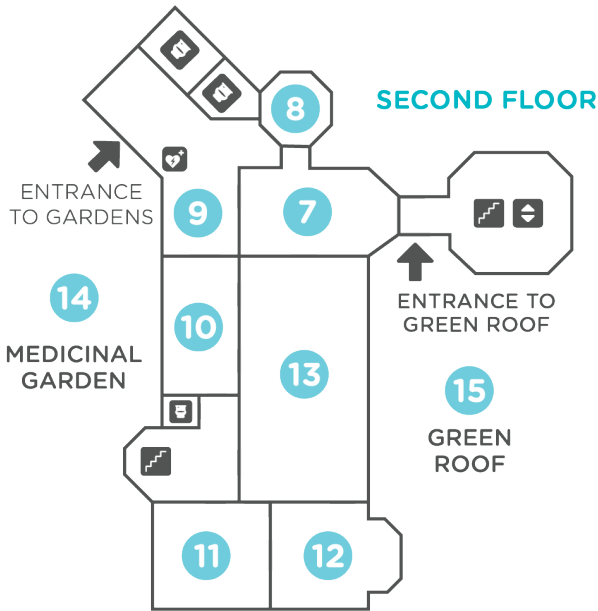 8
SECOND FLOOR
ENTRANCE
TO GARDENS
9
7
14
MEDICINAL
GARDEN
10
ENTRANCE TO
GREEN ROOF
13
15
GREEN
ROOF
11
12